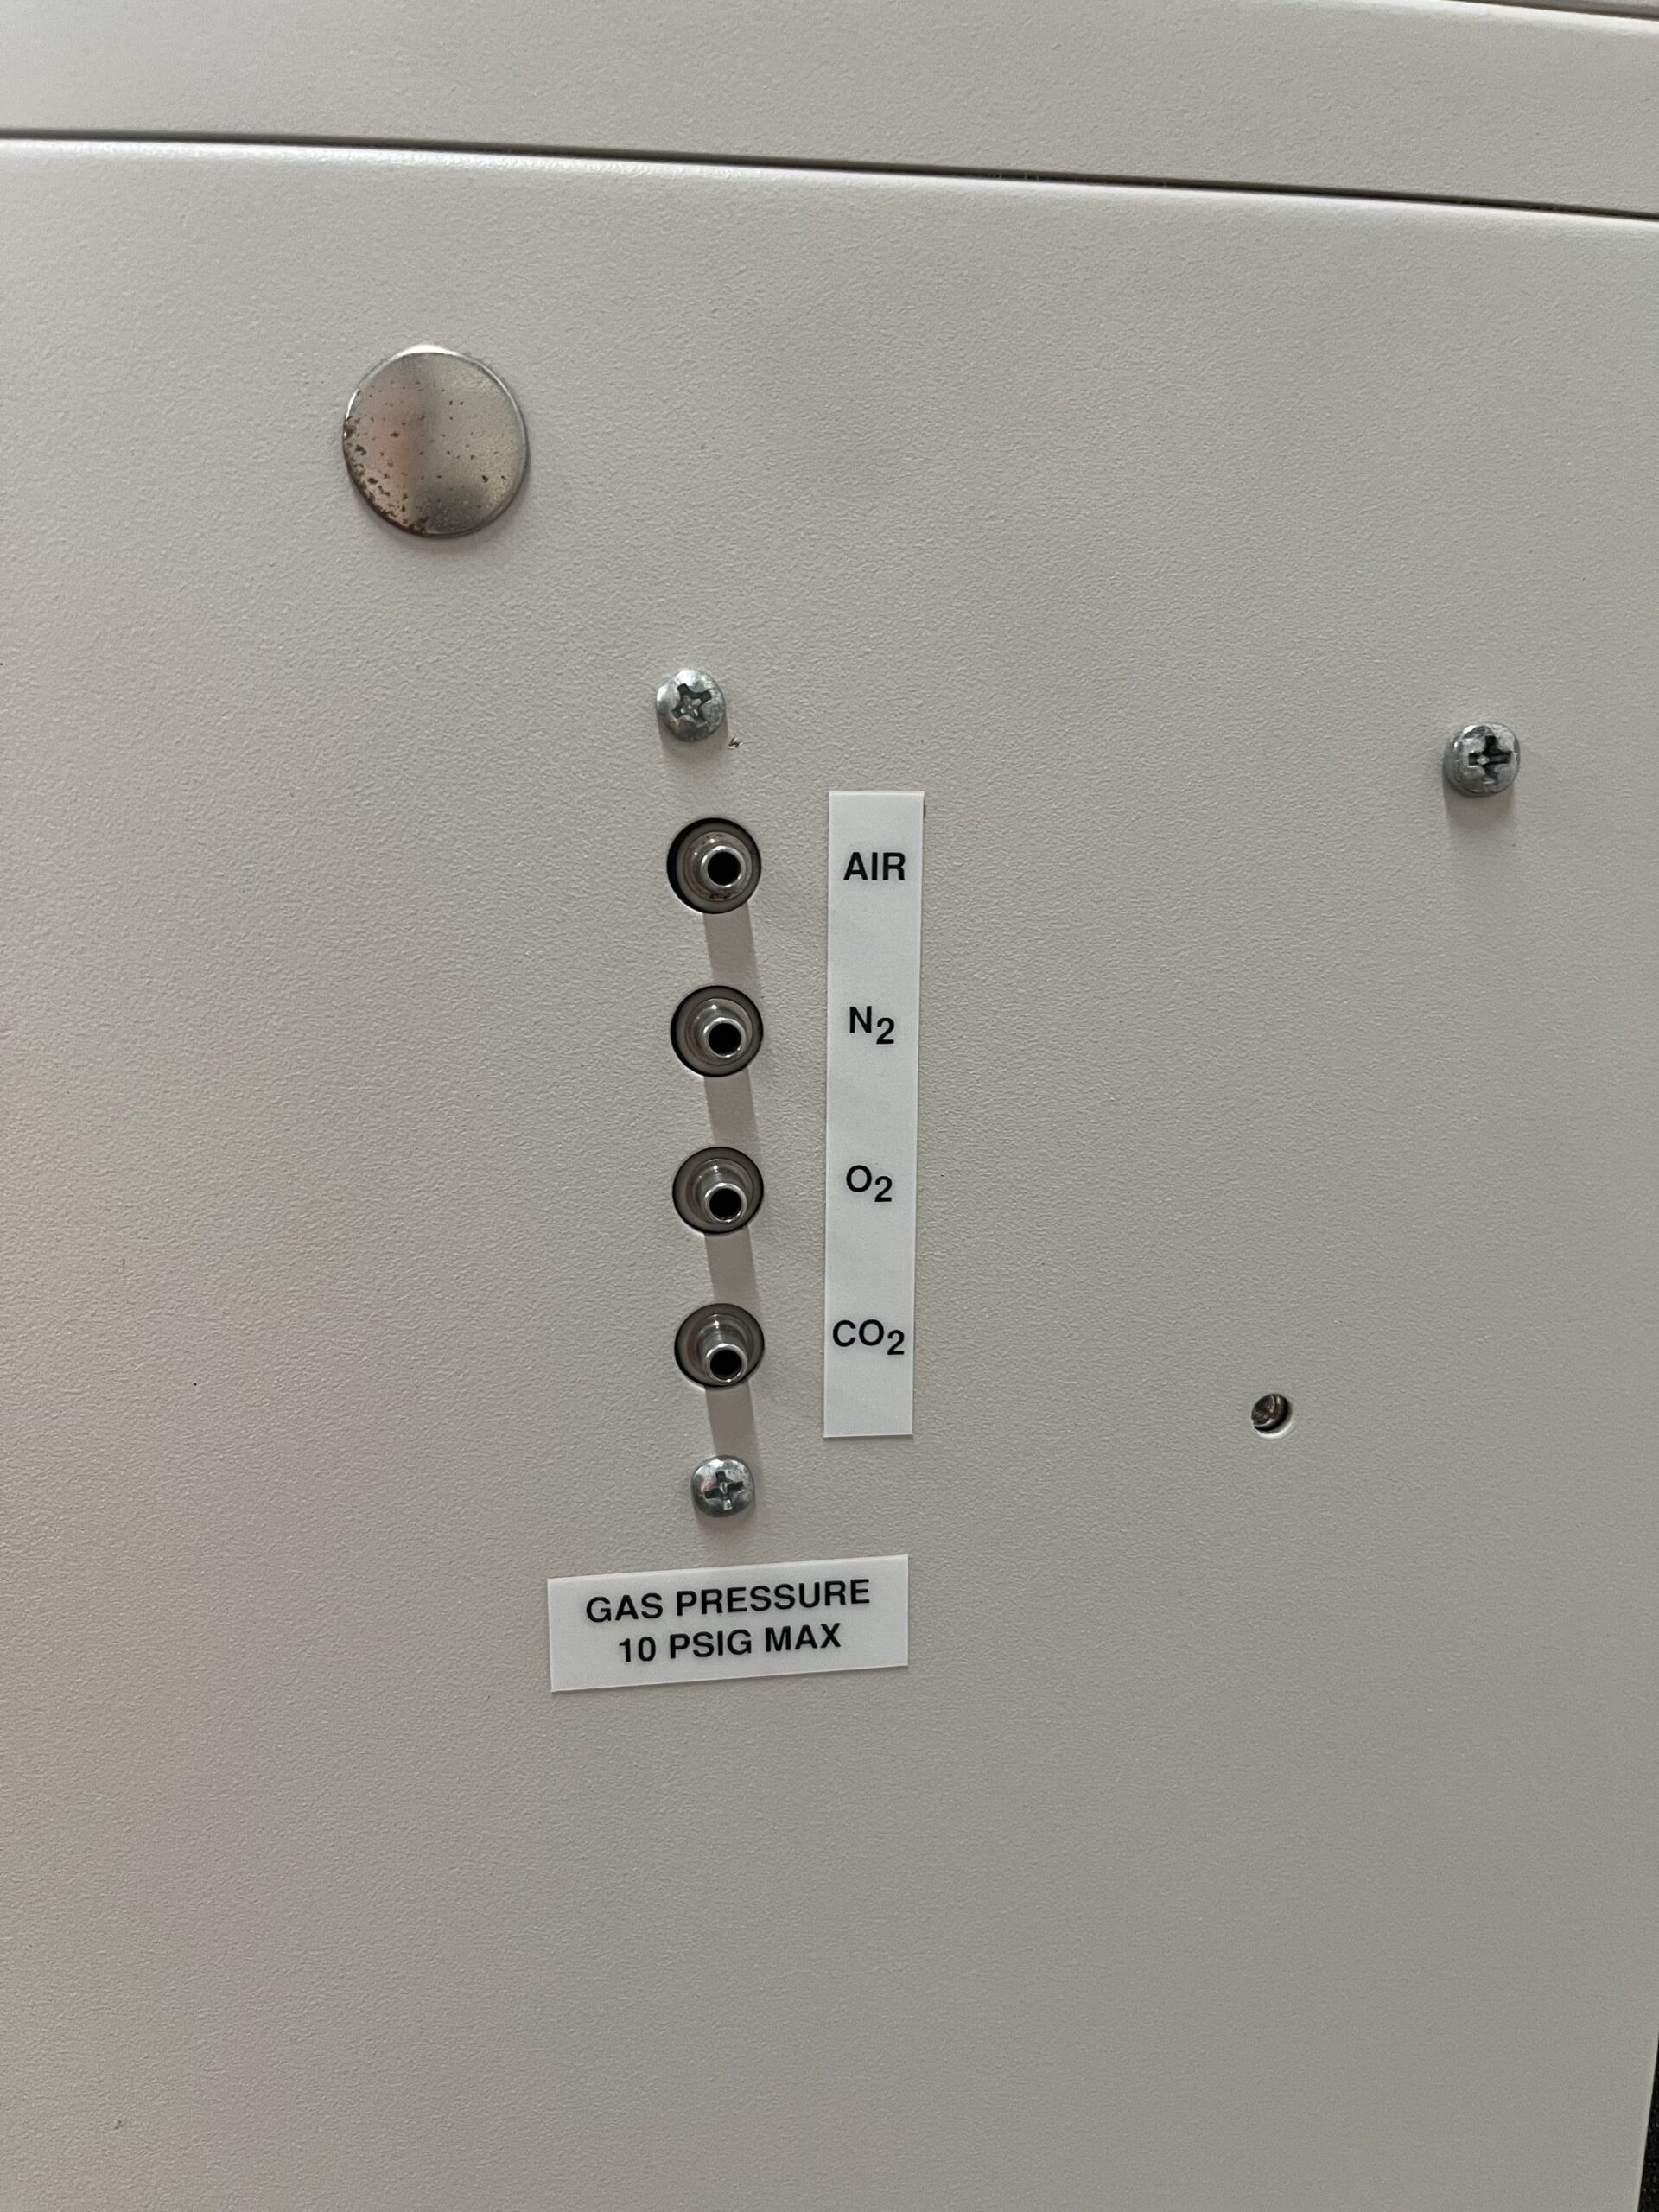 AIR
N2
O2
CO2
GAS PRESSURE
10 PSIG MAX